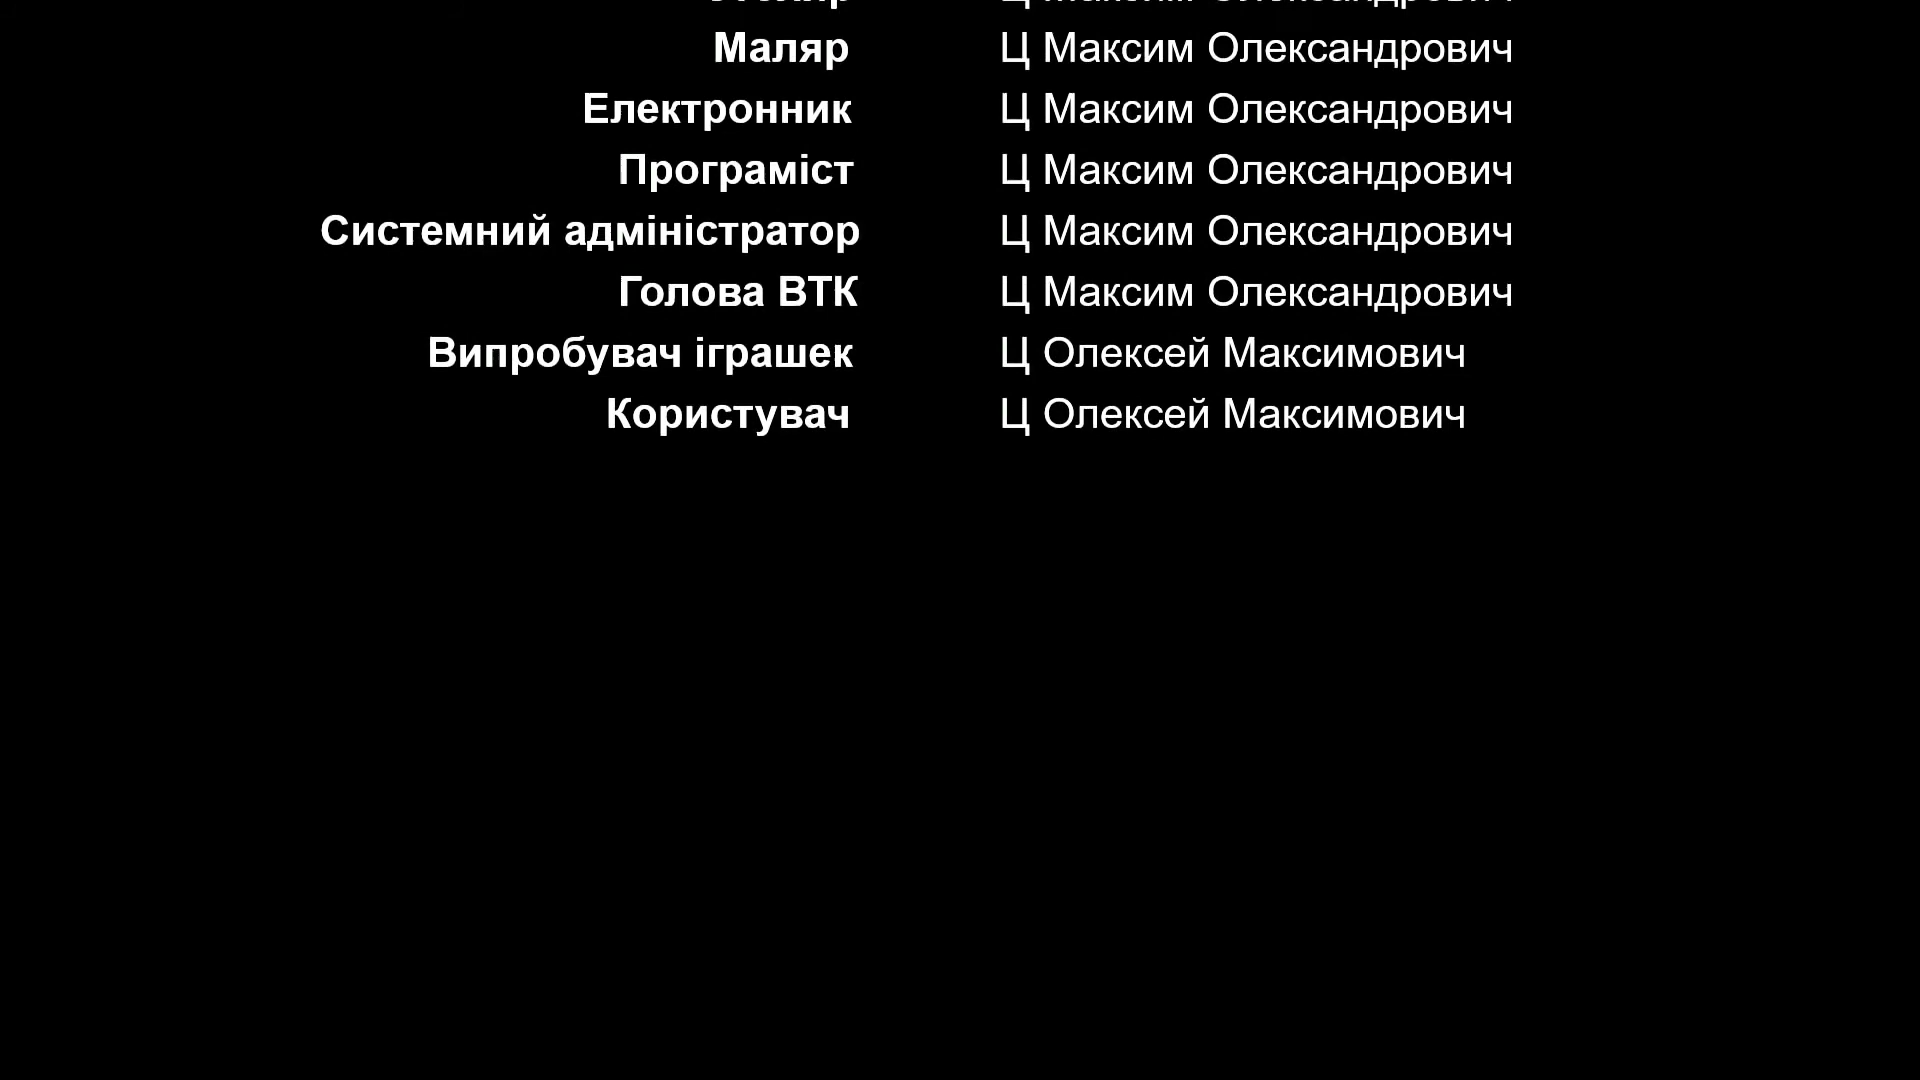 Маляр Ц Максим Олександрович
Електронник Ц Максим Олександрович
Програміст Ц Максим Олександрович
Системний адміністратор Ц Максим Олександрович
Голова ВТК Ц Максим Олександрович
Випробувач іграшек Ц Олексей Максимович
Користувач Ц Олексей Максимович